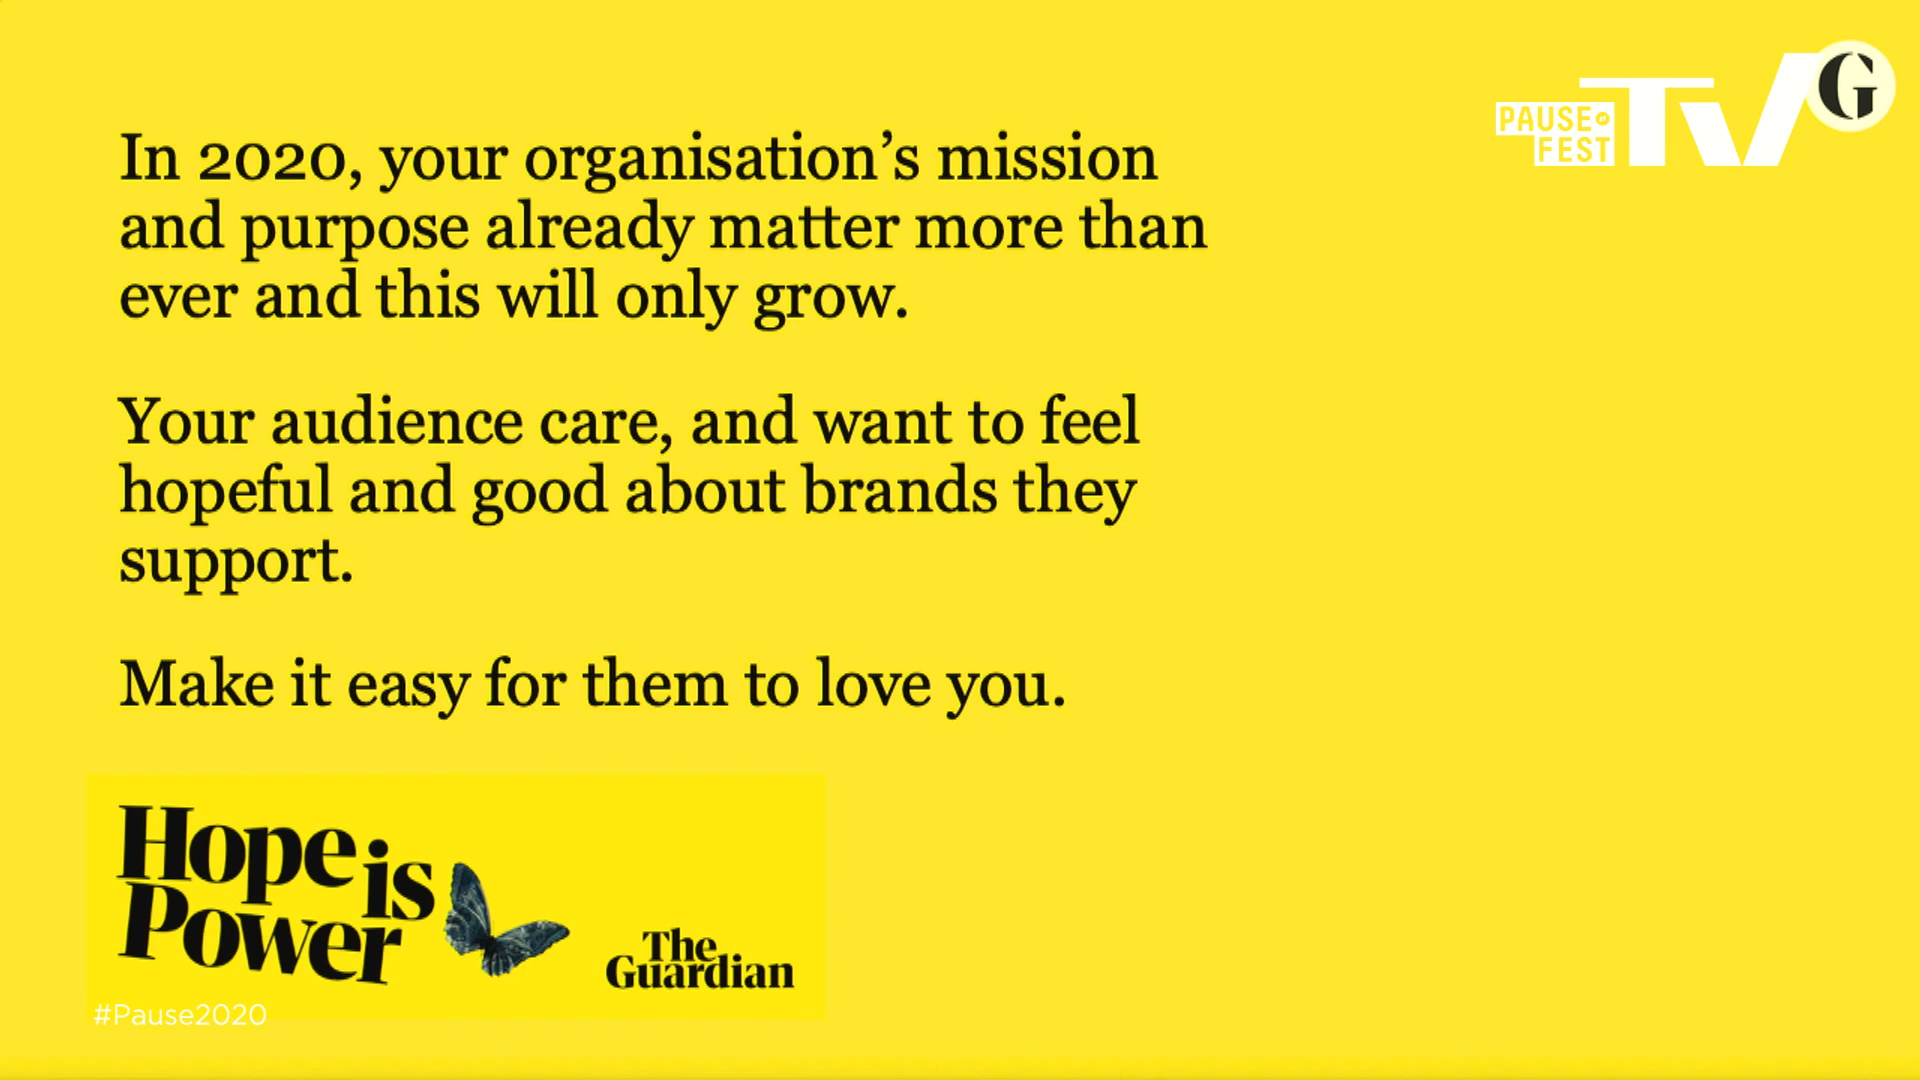 PAUSE
FEST
TV
G
In 2020, your organisation’s mission
and purpose already matter more than
ever and this will only grow.
Your audience care, and want to feel
hopeful and good about brands they
support.
Make it easy for them to love you.
Hope is
Power
The
Guardian
#Pause2020